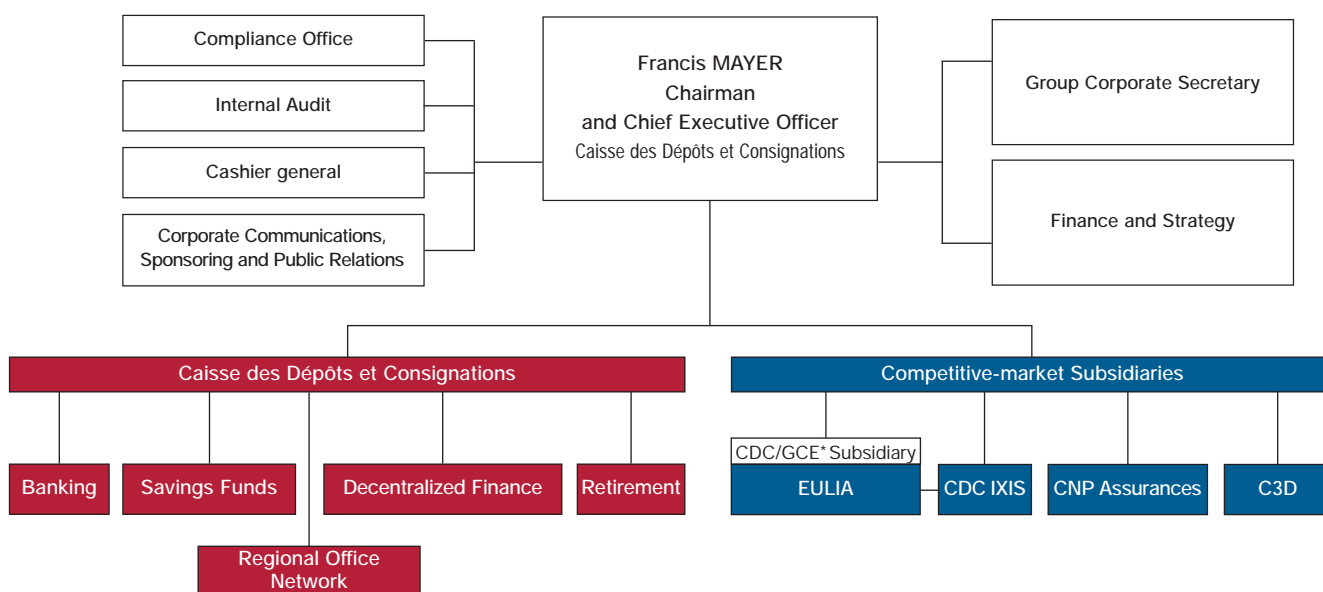 Compliance Office
Internal Audit
Cashier general
Corporate Communications,
Sponsoring and Public Relations
Francis MAYER
Chairman
and Chief Executive Officer
Caisse des Dépôts et Consignations
Group Corporate Secretary
Finance and Strategy
Caisse des Dépôts et Consignations
Banking
Savings Funds
Decentralized Finance
Retirement
Regional Office
Network
Competitive-market Subsidiaries
CDC/GCE* Subsidiary
EULIA
CDC IXIS
CNP Assurances
C3D